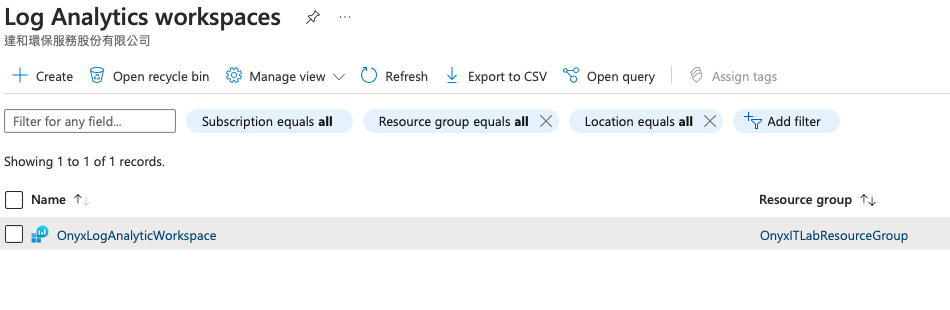 Log Analytics workspaces ...
達和環保服務股份有限公司
Create Open recycle bin Manage view Refresh Export to CSV Open query Assign tags
Filter for any field... Subscription equals all Resource group equals all Location equals all Add filter
Showing 1 to 1 of 1 records.
Name Resource group
OnyxLogAnalyticWorkspace OnyxITLabResourceGroup